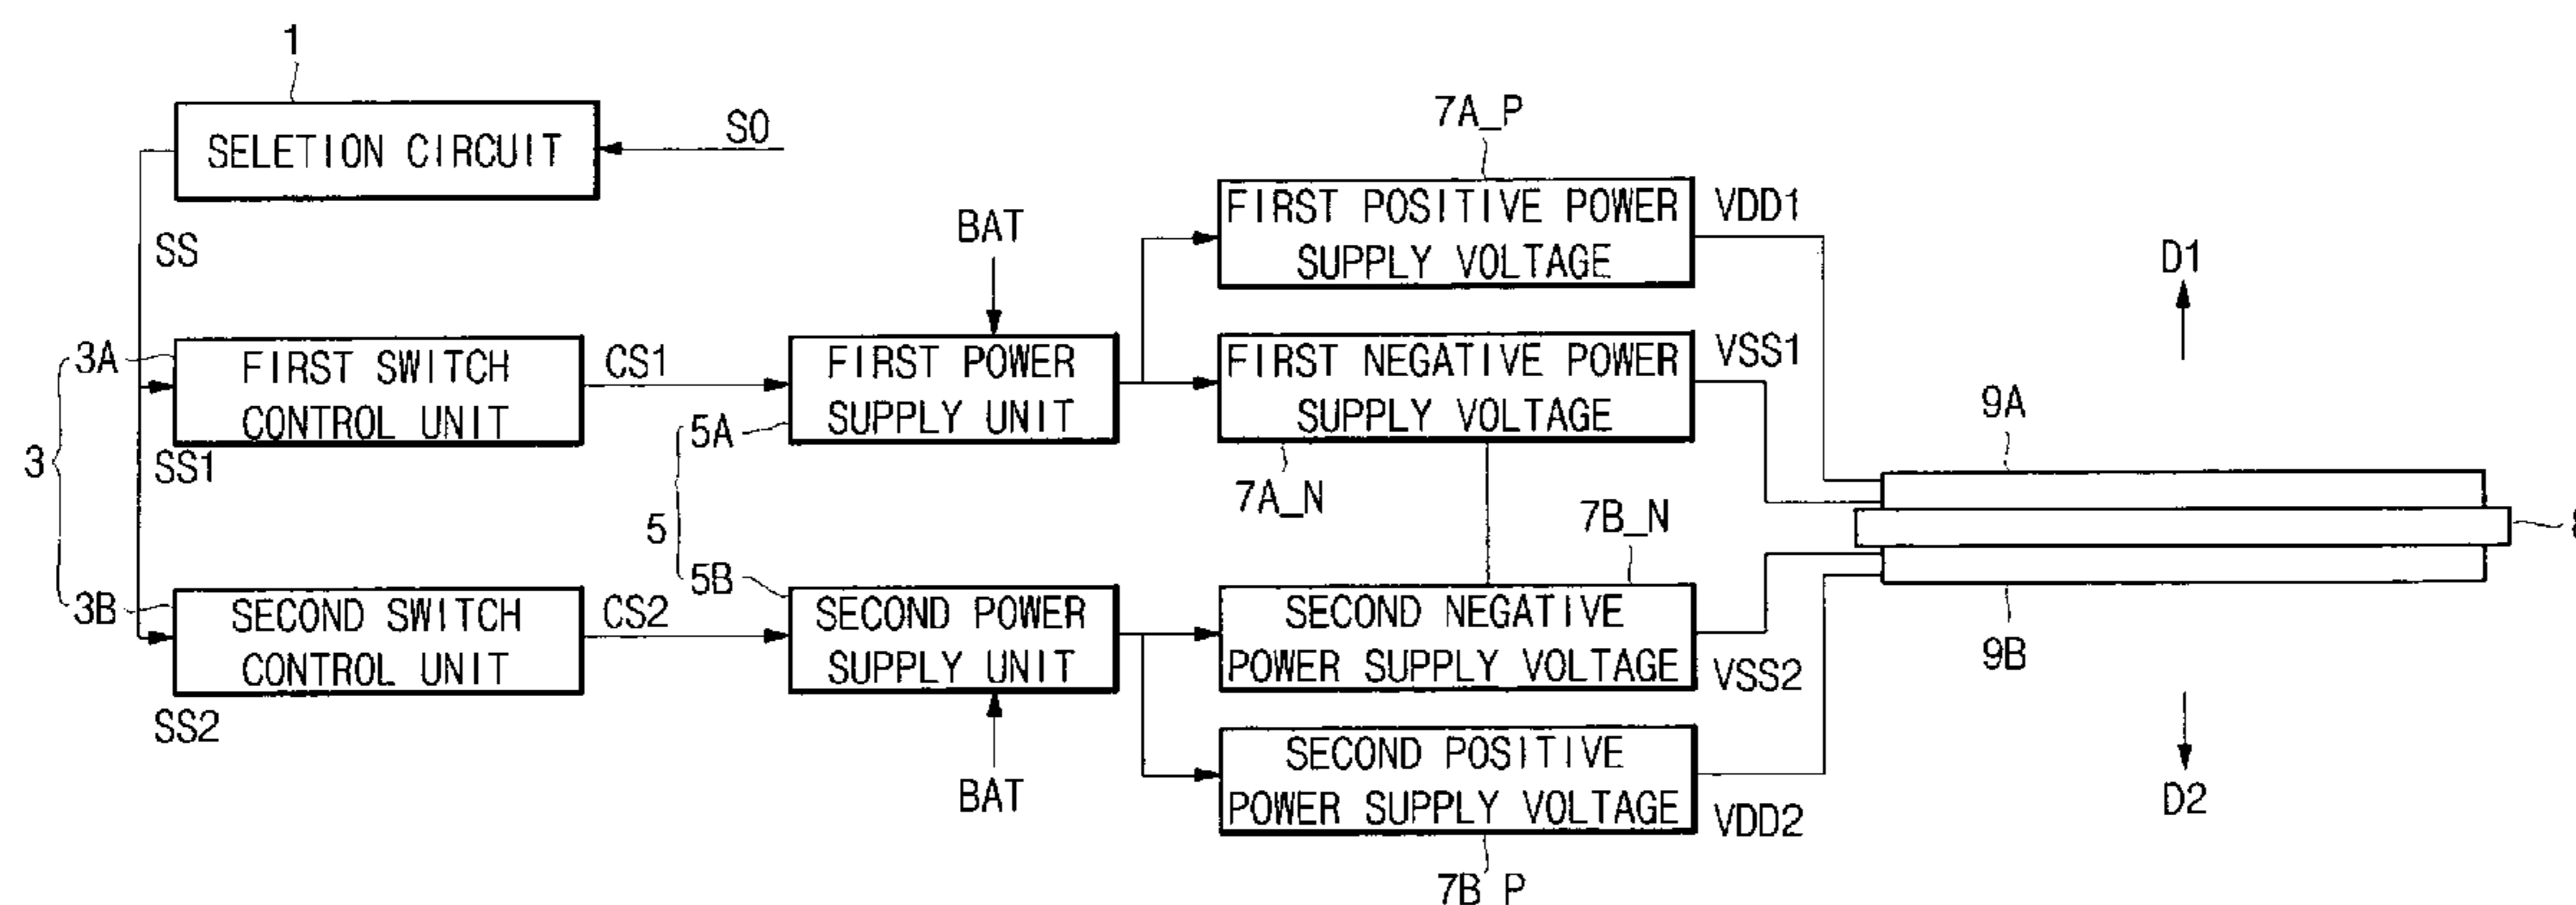 1
SELETION CIRCUIT
S0
SS
7A_P
FIRST POSITIVE POWER
SUPPLY VOLTAGE
VDD1
BAT
D1
3
3A
FIRST SWITCH
CONTROL UNIT
SS1
CS1
FIRST POWER
SUPPLY UNIT
5A
5
5B
FIRST NEGATIVE POWER
SUPPLY VOLTAGE
VSS1
7A_N
7B_N
9A
3B
SECOND SWITCH
CONTROL UNIT
SS2
CS2
SECOND POWER
SUPPLY UNIT
BAT
SECOND NEGATIVE
POWER SUPPLY VOLTAGE
VSS2
9B
SECOND POSITIVE
POWER SUPPLY VOLTAGE
VDD2
D2
7B P